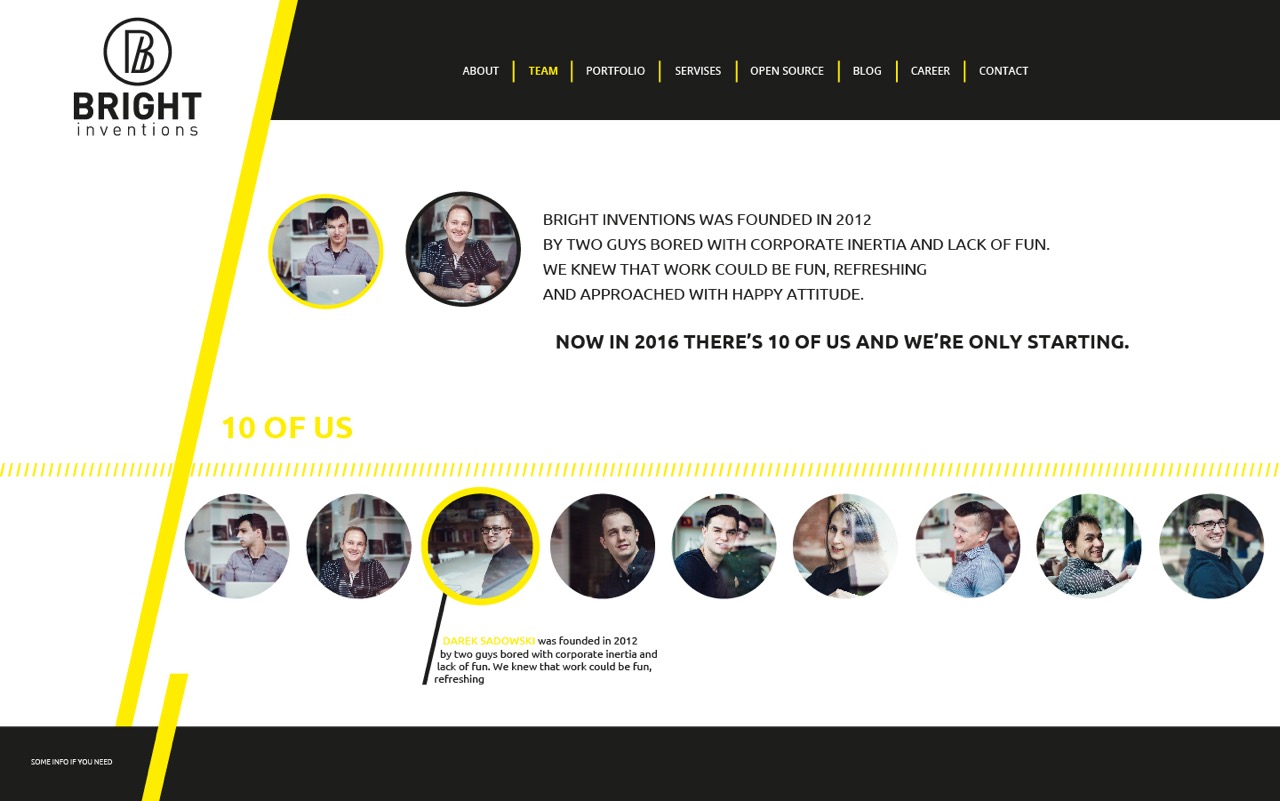 B
BRIGHT
inventions
ABOUT
TEAM
PORTFOLIO
SERVISES
OPEN SOURCE
BLOG
CAREER
CONTACT
BRIGHT INVENTIONS WAS FOUNDED IN 2012
BY TWO GUYS BORED WITH CORPORATE INERTIA AND LACK OF FUN.
WE KNEW THAT WORK COULD BE FUN, REFRESHING
AND APPROACHED WITH HAPPY ATTITUDE.
NOW IN 2016 THERE’S 10 OF US AND WE’RE ONLY STARTING.
10 OF US
DAREK SADOWSKI was founded in 2012
by two guys bored with corporate inertia and
lack of fun. We knew that work could be fun,
refreshing
SOME INFO IF YOU NEED